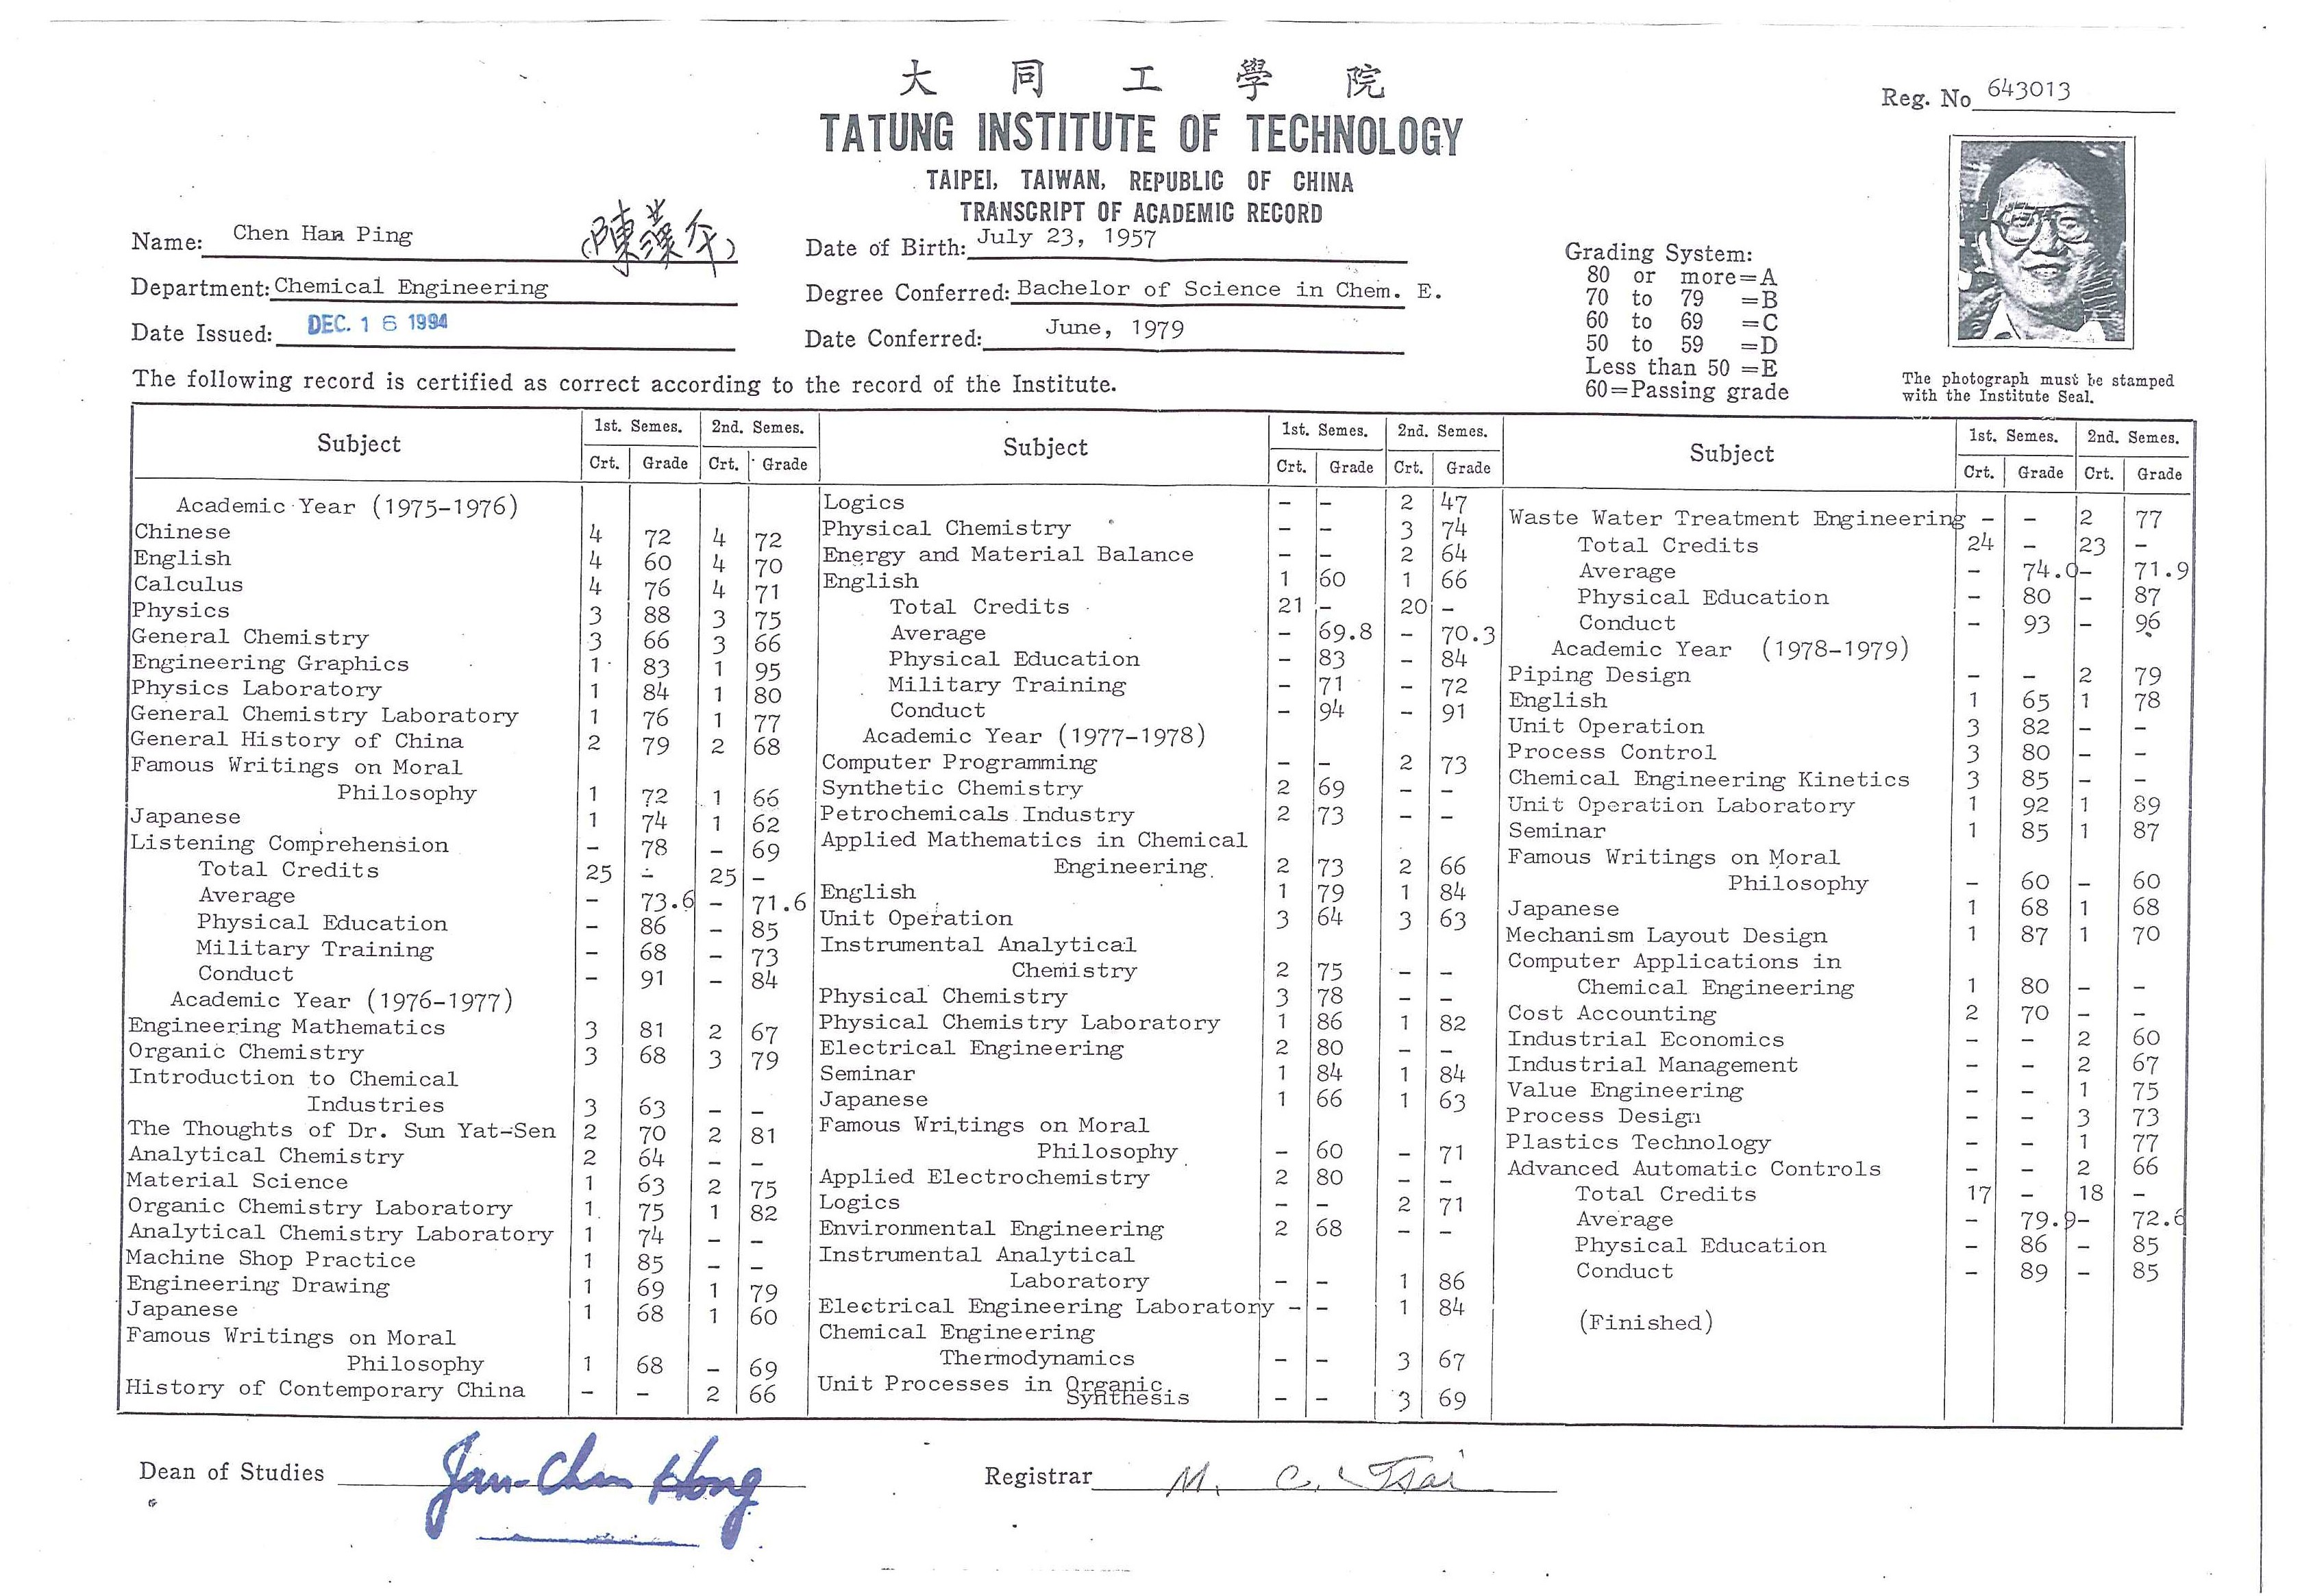 大 同 工 學 院
TATUNG INSTITUTE OF TECHNOLOGY
TAIPEI, TAIWAN, REPUBLIC OF CHINA
TRANSCRIPT OF ACADEMIC RECORD
Reg. No 643013
Name: Chen Han Ping (陳漢平)
Date of Birth: July 23, 1957
Department: Chemical Engineering
Degree Conferred: Bachelor of Science in Chem. E.
Date Issued: DEC. 16 1994
Date Conferred: June, 1979
Grading System:
80 or more=A
70 to 79 =B
60 to 69 =C
50 to 59 =D
Less than 50 =E
60=Passing grade
The photograph must be stamped
with the Institute Seal.
The following record is certified as correct according to the record of the Institute.
Subject 1st. Semes. 2nd. Semes.
Crt. Grade Crt. Grade
Academic Year (1975-1976)
Chinese 4 72 4 72
English 4 60 4 70
Calculus 4 76 4 71
Physics 3 88 3 75
General Chemistry 3 66 3 66
Engineering Graphics 1 83 1 95
Physics Laboratory 1 84 1 80
General Chemistry Laboratory 1 76 1 77
General History of China 2 79 2 68
Famous Writings on Moral
Philosophy 1 72 1 66
Japanese 1 74 1 62
Listening Comprehension - 78 - 69
Total Credits 25 - 25 -
Average - 73.6 - 71.6
Physical Education - 86 - 85
Military Training - 68 - 73
Conduct - 91 - 84
Academic Year (1976-1977)
Engineering Mathematics 3 81 2 67
Organic Chemistry 3 68 3 79
Introduction to Chemical
Industries 3 63 - -
The Thoughts of Dr. Sun Yat-Sen 2 70 2 81
Analytical Chemistry 2 64 - -
Material Science 1 63 2 75
Organic Chemistry Laboratory 1 75 1 82
Analytical Chemistry Laboratory 1 74 - -
Machine Shop Practice 1 85 - -
Engineering Drawing 1 69 1 79
Japanese 1 68 1 60
Famous Writings on Moral
Philosophy 1 68 - 69
History of Contemporary China - - 2 66
Subject 1st. Semes. 2nd. Semes.
Crt. Grade Crt. Grade
Logics - - 2 47
Physical Chemistry - - 3 74
Energy and Material Balance - - 2 64
English 1 60 1 66
Total Credits 21 - 20 -
Average - 69.8 - 70.3
Physical Education - 83 - 84
Military Training - 71 - 72
Conduct - 94 - 91
Academic Year (1977-1978)
Computer Programming - - 2 73
Synthetic Chemistry 2 69 - -
Petrochemicals Industry 2 73 - -
Applied Mathematics in Chemical
Engineering 2 73 2 66
English 1 79 1 84
Unit Operation 3 64 3 63
Instrumental Analytical
Chemistry 2 75 - -
Physical Chemistry 3 78 - -
Physical Chemistry Laboratory 1 86 1 82
Electrical Engineering 2 80 - -
Seminar 1 84 1 84
Japanese 1 66 1 63
Famous Writings on Moral
Philosophy - 60 - 71
Applied Electrochemistry 2 80 - -
Logics - - 2 71
Environmental Engineering 2 68 - -
Instrumental Analytical
Laboratory - - 1 86
Electrical Engineering Laboratory - - 1 84
Chemical Engineering
Thermodynamics - - 3 67
Unit Processes in Organic
Synthesis - - 3 69
Subject 1st. Semes. 2nd. Semes.
Crt. Grade Crt. Grade
Waste Water Treatment Engineering - - 2 77
Total Credits 24 - 23 -
Average - 74.0 - 71.9
Physical Education - 80 - 87
Conduct - 93 - 96
Academic Year (1978-1979)
Piping Design - - 2 79
English 1 65 1 78
Unit Operation 3 82 - -
Process Control 3 80 - -
Chemical Engineering Kinetics 3 85 - -
Unit Operation Laboratory 1 92 1 89
Seminar 1 85 1 87
Famous Writings on Moral
Philosophy - 60 - 60
Japanese 1 68 1 68
Mechanism Layout Design 1 87 1 70
Computer Applications in
Chemical Engineering 1 80 - -
Cost Accounting 2 70 - -
Industrial Economics - - 2 60
Industrial Management - - 2 67
Value Engineering - - 1 75
Process Design - - 3 73
Plastics Technology - - 1 77
Advanced Automatic Controls - - 2 66
Total Credits 17 - 18 -
Average - 79.9 - 72.6
Physical Education - 86 - 85
Conduct - 89 - 85
(Finished)
Dean of Studies Jan-Chan Hong
Registrar M. C. Tsai